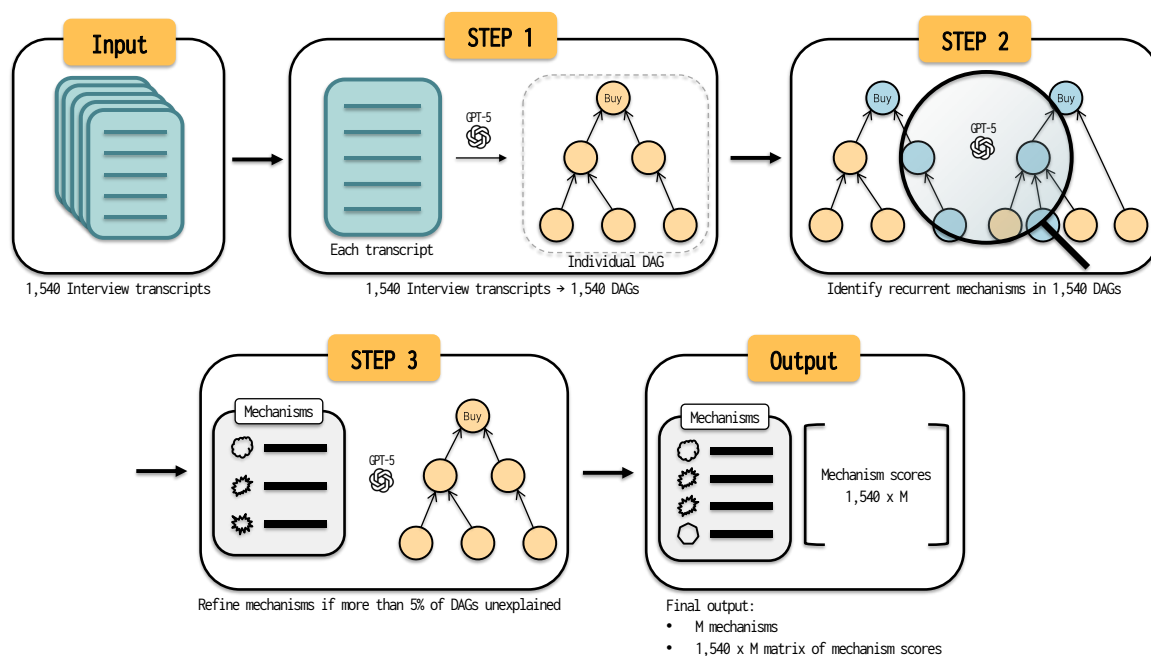 Input
1,540 Interview transcripts
STEP 1
GPT-5
Buy
Each transcript
Individual DAG
1,540 Interview transcripts → 1,540 DAGs
STEP 2
Buy
GPT-5
Buy
Identify recurrent mechanisms in 1,540 DAGs
STEP 3
Mechanisms
GPT-5
Buy
Refine mechanisms if more than 5% of DAGs unexplained
Output
Mechanisms
Mechanism scores
1,540 x M
Final output:
• M mechanisms
• 1,540 x M matrix of mechanism scores